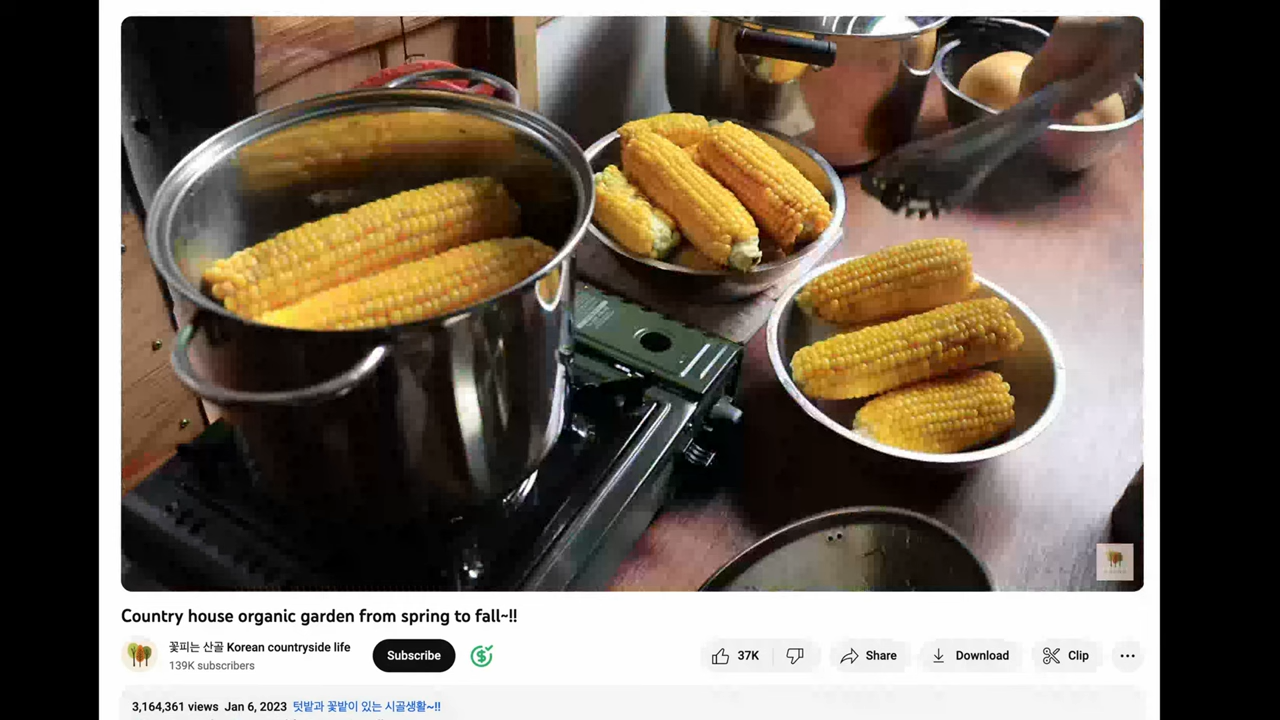 Country house organic garden from spring to fall~!!
꽃피는 산골 Korean countryside life
139K subscribers
Subscribe
37K
Share
Download
Clip
3,164,361 views Jan 6, 2023 텃밭과 꽃밭이 있는 시골생활~!!